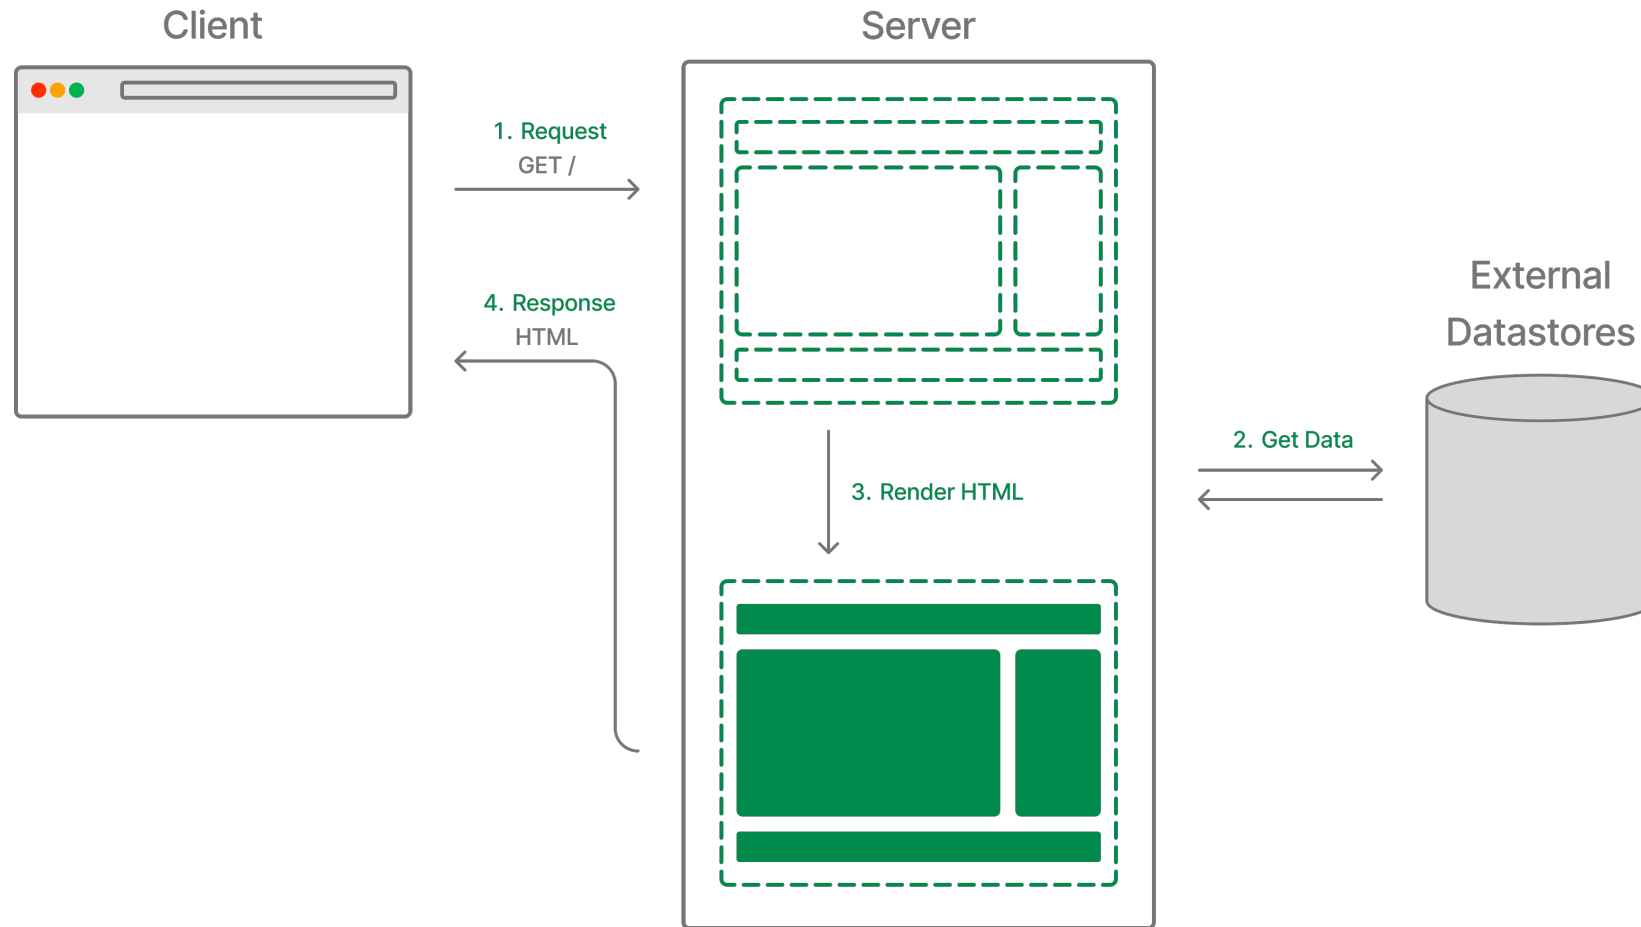 Client
Server
1. Request
GET /
4. Response
HTML
External
Datastores
2. Get Data
3. Render HTML